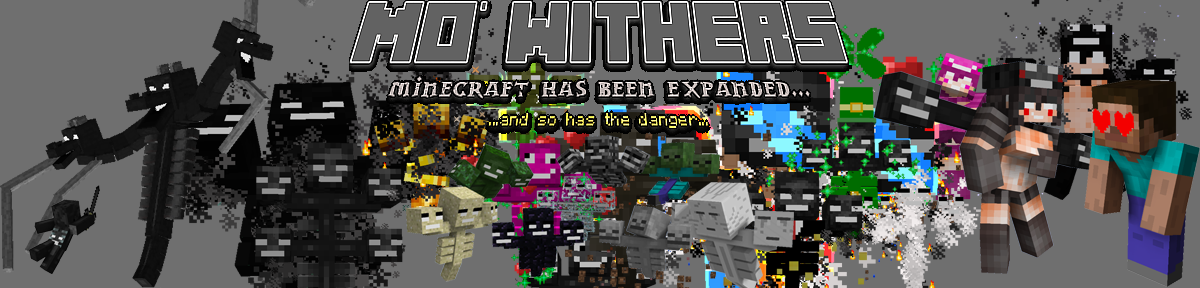 MO' WITHERS
MINECRAFT HAS BEEN EXPANDED...
...and so has the danger...